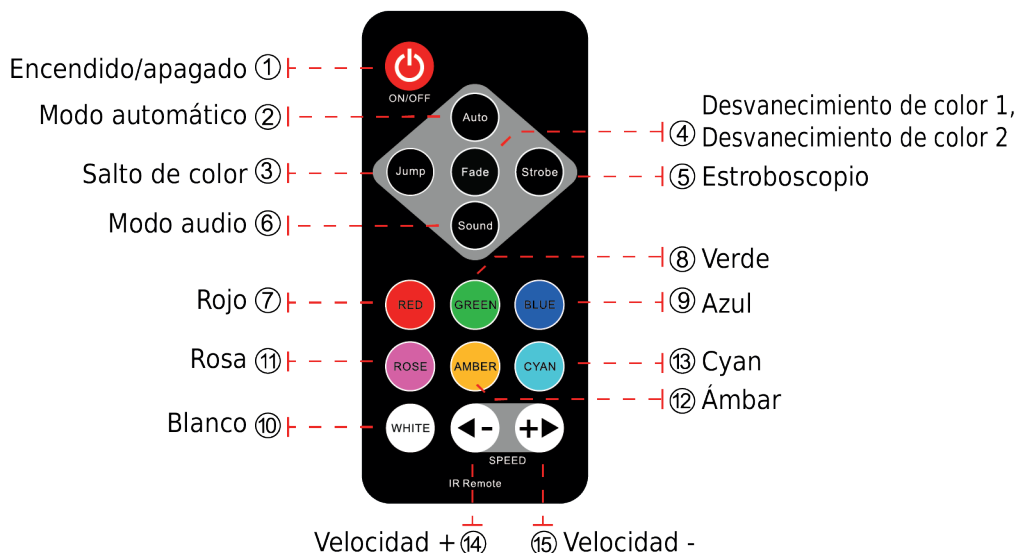 Encendido/apagado ①
ON/OFF
Modo automático ②
Auto
Desvanecimiento de color 1,
④ Desvanecimiento de color 2
Salto de color ③
Jump
Fade
Strobe
⑤ Estroboscopio
Modo audio ⑥
Sound
⑧ Verde
Rojo ⑦
RED
GREEN
BLUE
⑨ Azul
Rosa ⑪
ROSE
AMBER
CYAN
⑬ Cyan
⑫ Ámbar
Blanco ⑩
WHITE
-
+
SPEED
IR Remote
Velocidad + ⑭
⑮ Velocidad -